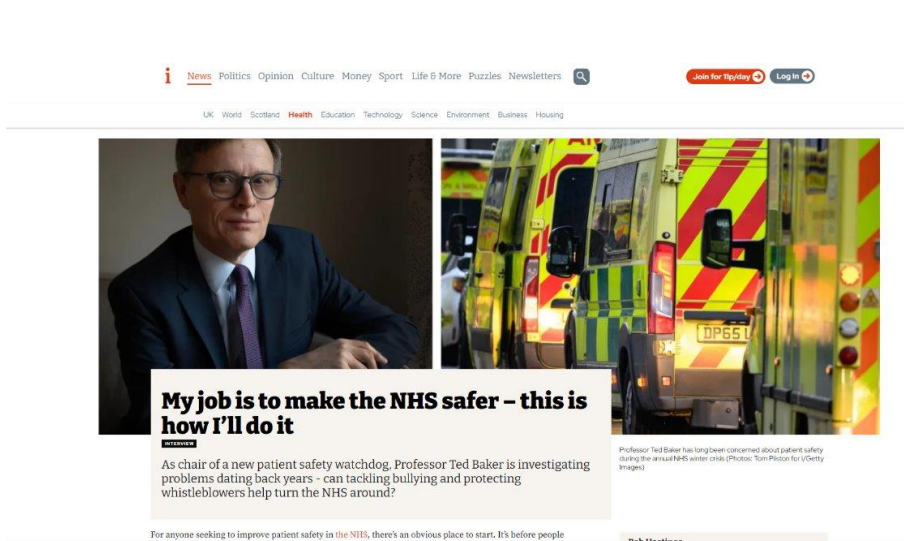 i News Politics Opinion Culture Money Sport Life & More Puzzles Newsletters
Join for 11p/day
Log In
UK World Scotland Health Education Technology Science Environment Business Housing
DP65 L
My job is to make the NHS safer – this is
how I'll do it
INTERVIEW
As chair of a new patient safety watchdog, Professor Ted Baker is investigating
problems dating back years - can tackling bullying and protecting
whistleblowers help turn the NHS around?
Professor Ted Baker has long been concerned about patient safety
during the annual NHS winter crisis (Photos: Tom Pilston for i/Getty
Images)
For anyone seeking to improve patient safety in the NHS, there's an obvious place to start. It's before people